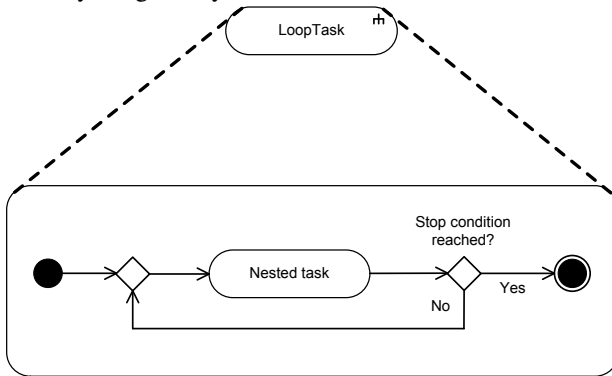 LoopTask
Stop condition
reached?
Nested task
No
Yes